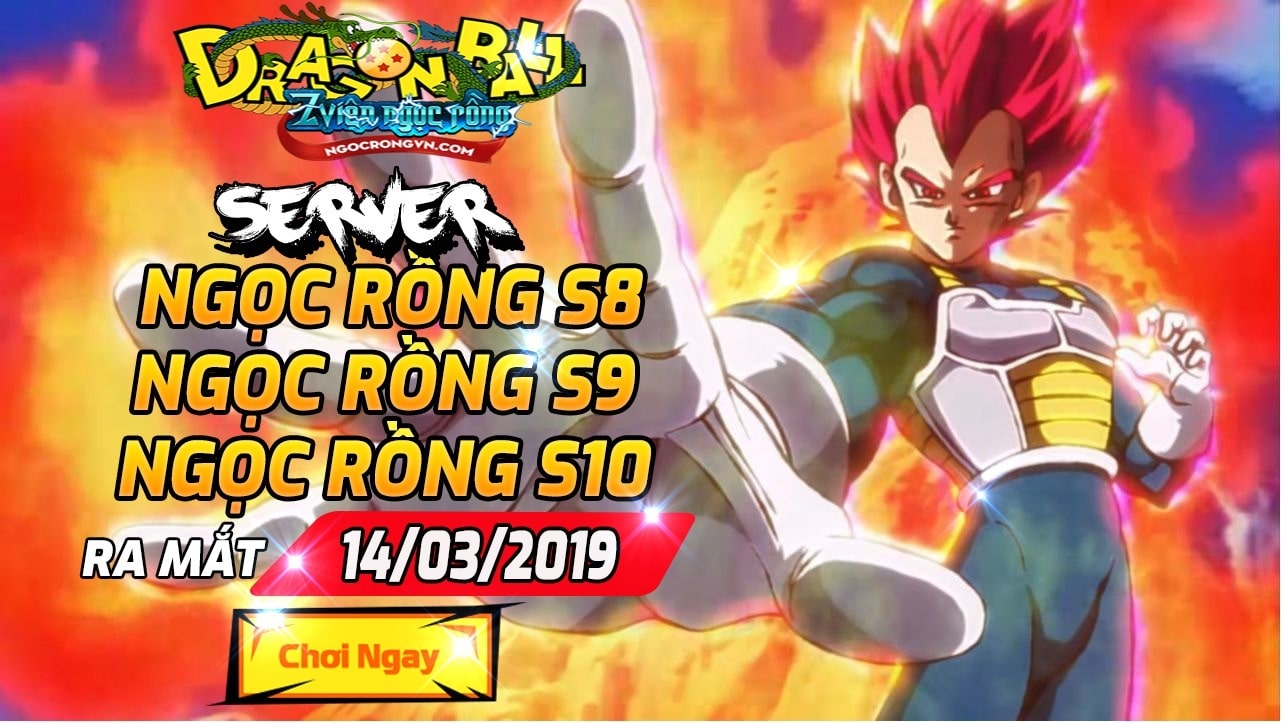 DRAGON BALL
Z viên ngọc rồng
NGOCRONGVN.COM
SERVER
NGỌC RỒNG S8
NGỌC RỒNG S9
NGỌC RỒNG S10
RA MẮT 14/03/2019
Chơi Ngay